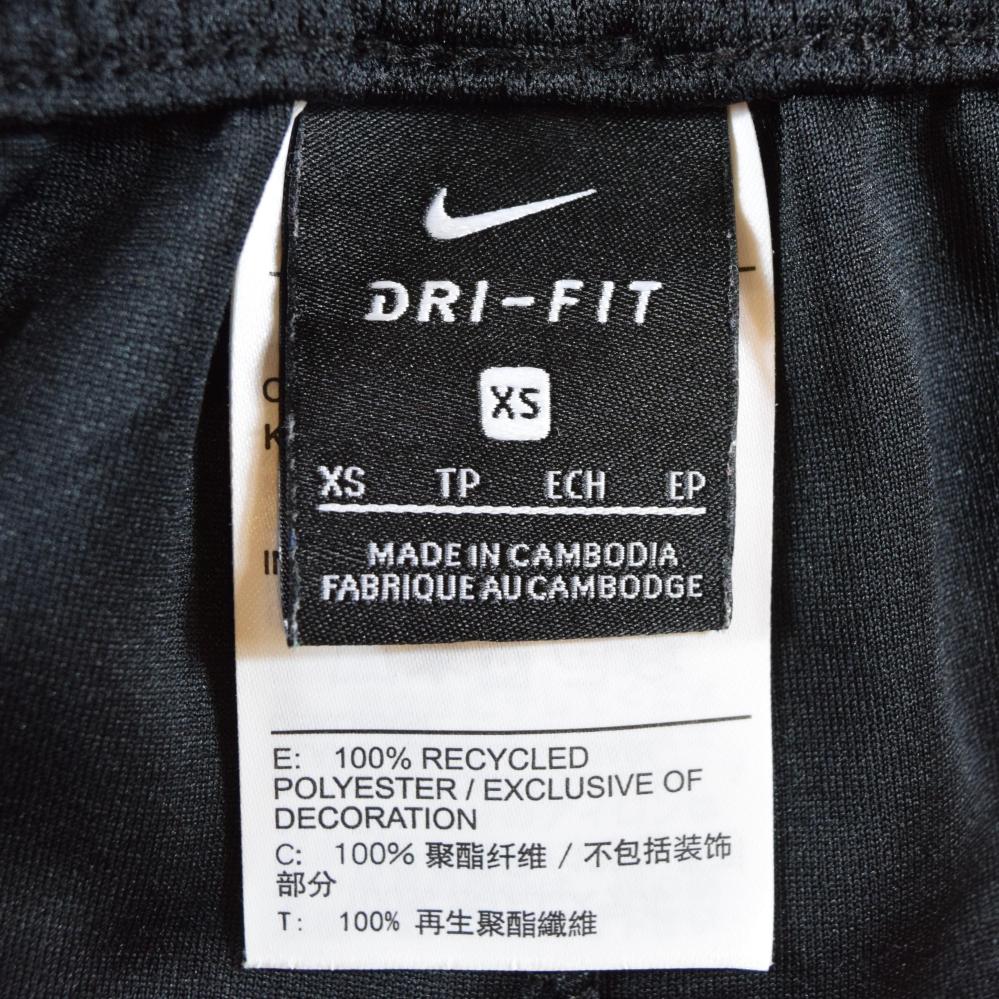 DRI-FIT
XS
XS TP ECH EP
MADE IN CAMBODIA
FABRIQUE AU CAMBODGE
E: 100% RECYCLED
POLYESTER / EXCLUSIVE OF
DECORATION
C: 100% 聚酯纤维 / 不包括装饰
部分
T: 100% 再生聚酯纖維